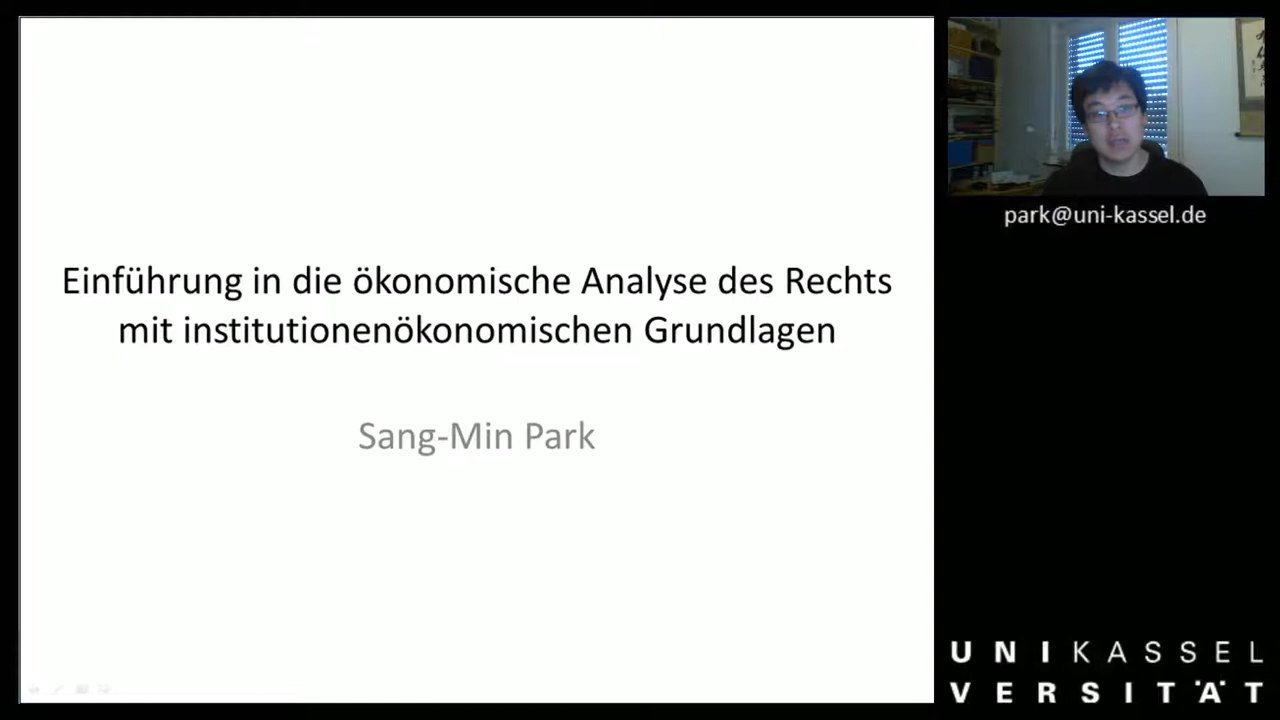 Einführung in die ökonomische Analyse des Rechts
mit institutionenökonomischen Grundlagen
Sang-Min Park
park@uni-kassel.de
UNIKASSEL
VERSITÄT